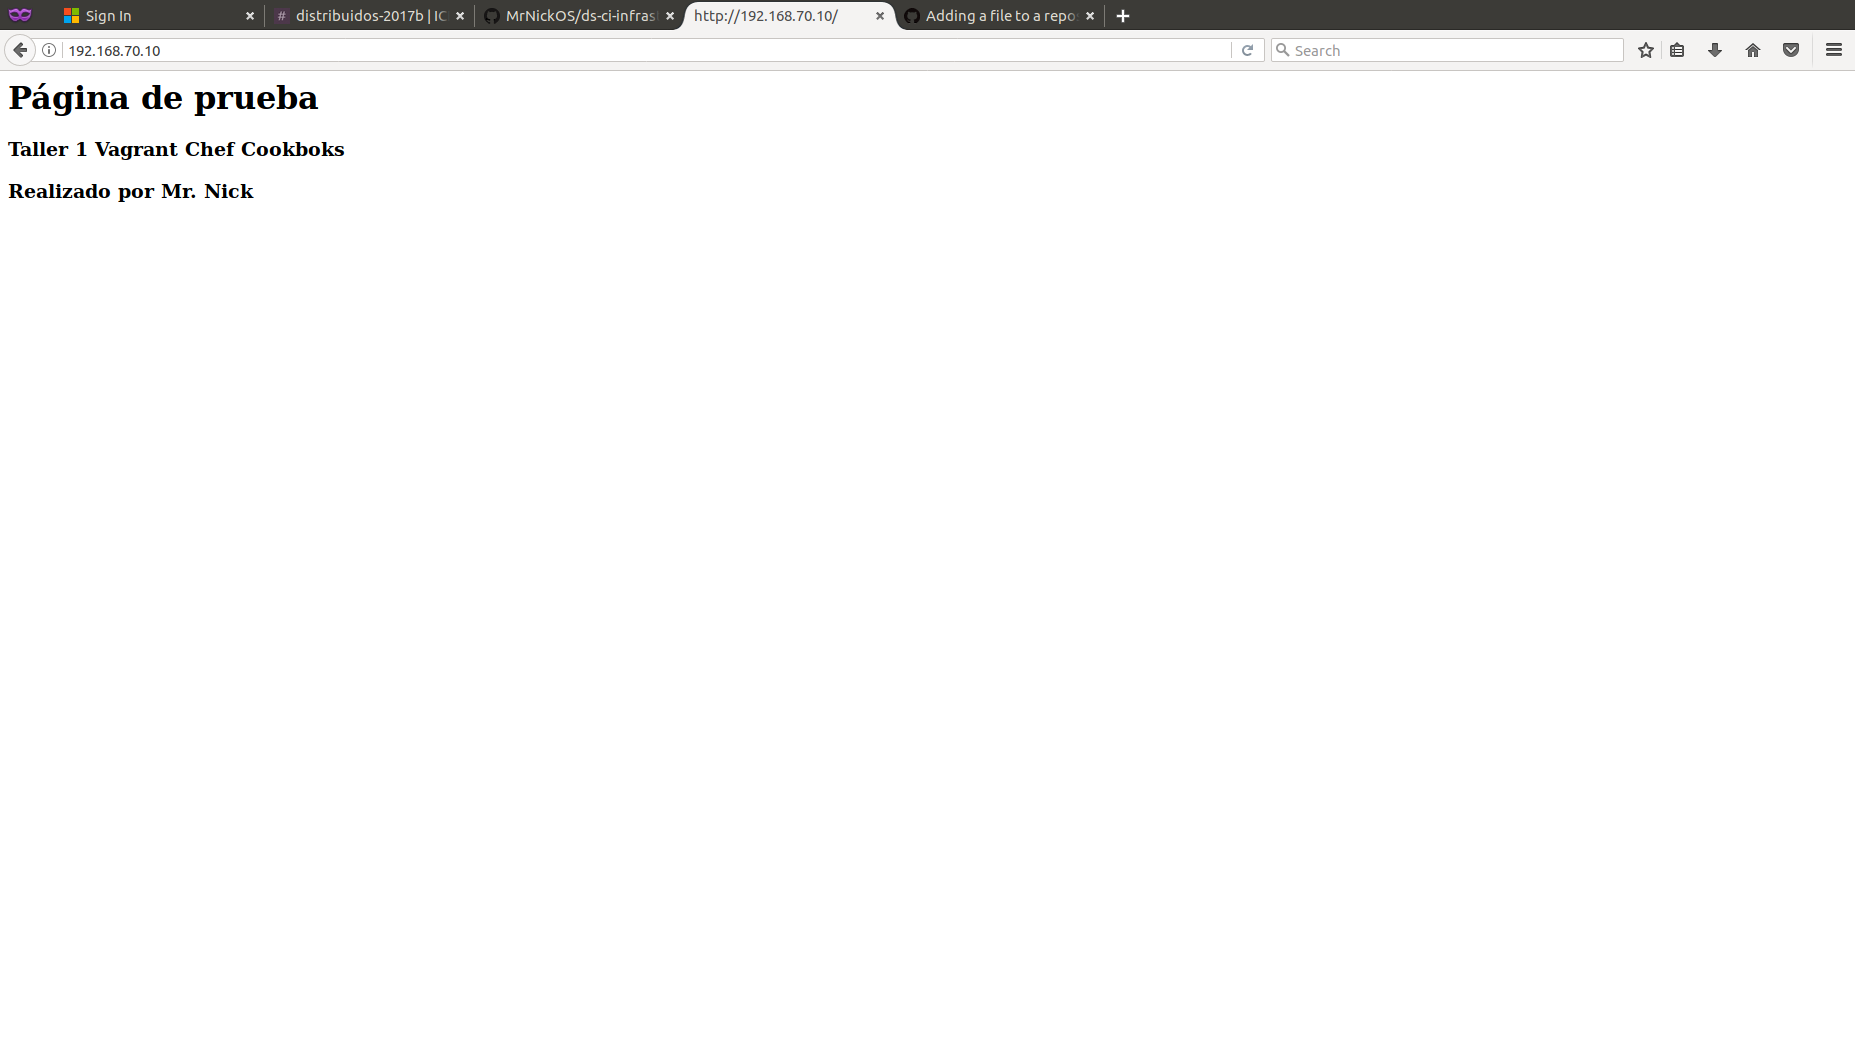 Sign In
# distribuidos-2017b | IC
MrNickOS/ds-ci-infras
http://192.168.70.10/
Adding a file to a repo
192.168.70.10
Search
Página de prueba
Taller 1 Vagrant Chef Cookboks
Realizado por Mr. Nick